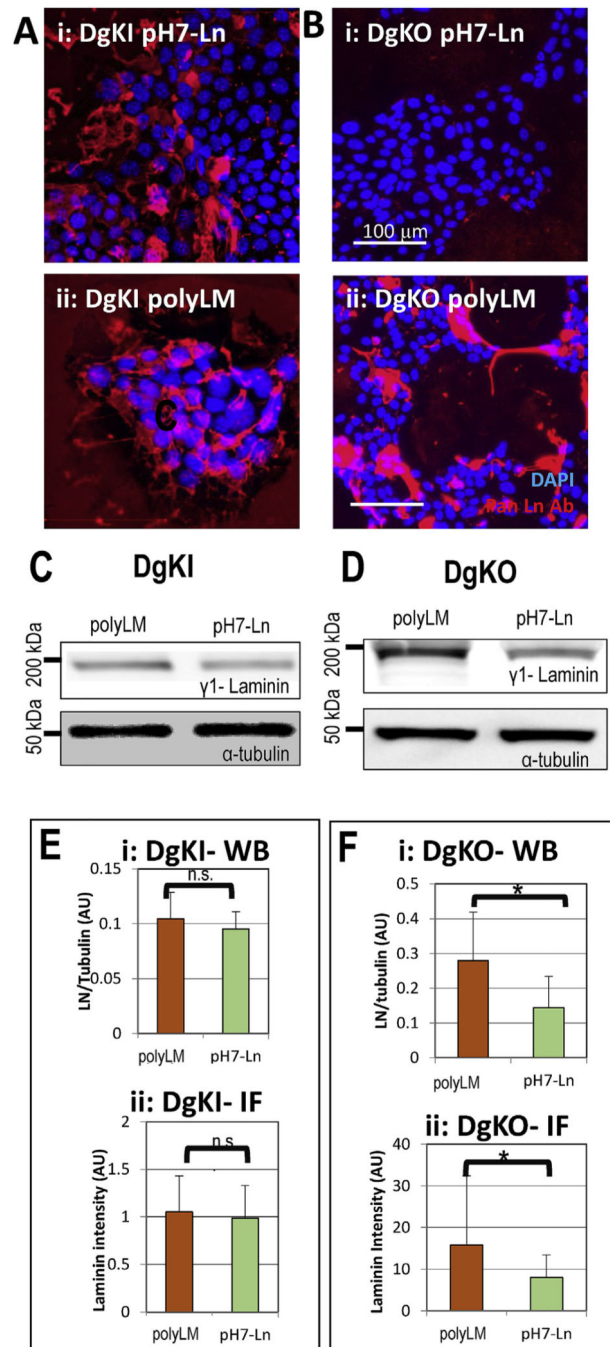 A
i: DgKI pH7-Ln
B
i: DgKO pH7-Ln
100 µm
ii: DgKI polyLM
C
ii: DgKO polyLM
DAPI
Pan Ln Ab
C
DgKI
D
DgKO
polyLM pH7-Ln
200 kDa
γ1- Laminin
50 kDa
α-tubulin
polyLM pH7-Ln
200 kDa
γ1- Laminin
50 kDa
α-tubulin
E
i: DgKI- WB
n.s.
LN/Tubulin (AU)
0.15
0.1
0.05
0
polyLM pH7-Ln
ii: DgKI- IF
n s
Laminin intensity (AU)
2
1.5
1
0.5
0
polyLM pH7-Ln
F
i: DgKO- WB
*
LN/tubulin (AU)
0.5
0.4
0.3
0.2
0.1
0
polyLM pH7-Ln
ii: DgKO- IF
*
Laminin Intensity (AU)
40
30
20
10
0
polyLM pH7-Ln